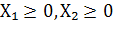 X₁ ≥ 0, X₂ ≥ 0